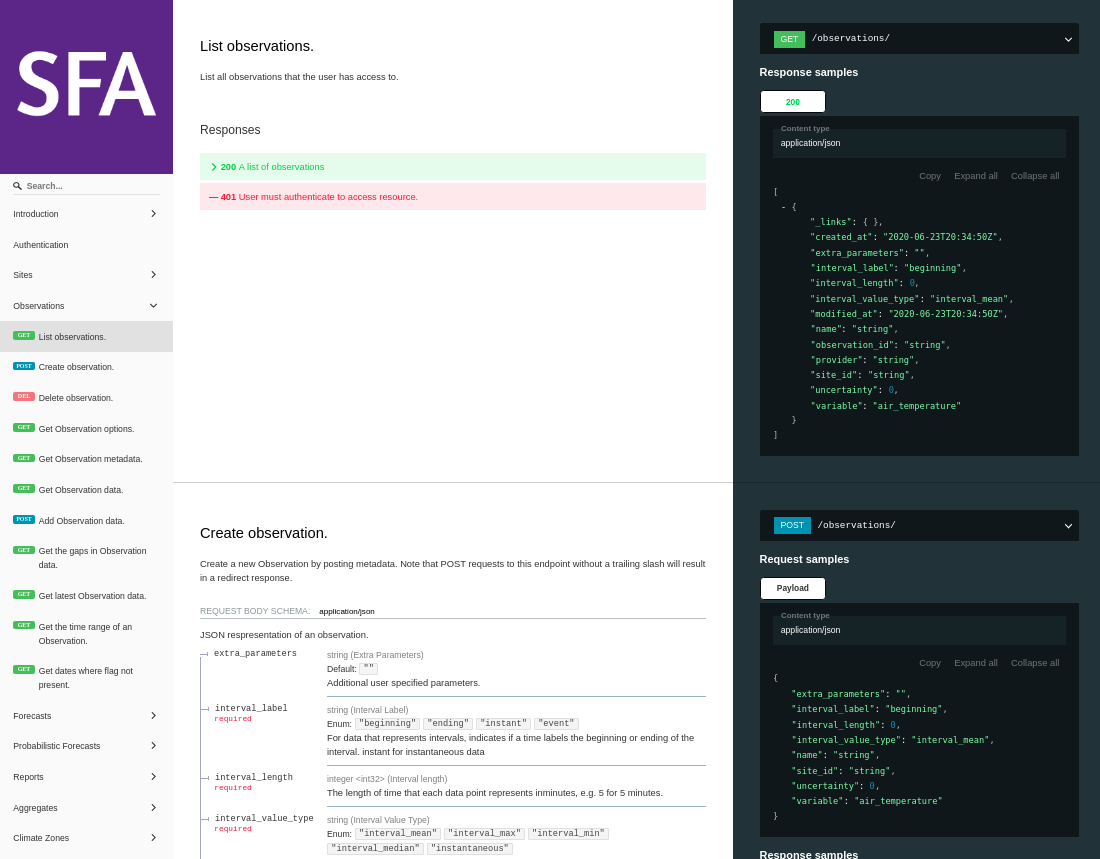 SFA
Search...
Introduction
Authentication
Sites
Observations
GET List observations.
POST Create observation.
DEL Delete observation.
GET Get Observation options.
GET Get Observation metadata.
GET Get Observation data.
POST Add Observation data.
GET Get the gaps in Observation
data.
GET Get latest Observation data.
GET Get the time range of an
Observation.
GET Get dates where flag not
present.
Forecasts
Probabilistic Forecasts
Reports
Aggregates
Climate Zones
List observations.
List all observations that the user has access to.
Responses
200 A list of observations
— 401 User must authenticate to access resource.
GET /observations/
Response samples
200
Content type
application/json
Copy Expand all Collapse all
[
- {
"_links": { },
"created_at": "2020-06-23T20:34:50Z",
"extra_parameters": "",
"interval_label": "beginning",
"interval_length": 0,
"interval_value_type": "interval_mean",
"modified_at": "2020-06-23T20:34:50Z",
"name": "string",
"observation_id": "string",
"provider": "string",
"site_id": "string",
"uncertainty": 0,
"variable": "air_temperature"
}
]
Create observation.
Create a new Observation by posting metadata. Note that POST requests to this endpoint without a trailing slash will result
in a redirect response.
REQUEST BODY SCHEMA: application/json
JSON respresentation of an observation.
extra_parameters
string (Extra Parameters)
Default: ""
Additional user specified parameters.
interval_label
required
string (Interval Label)
Enum: "beginning" "ending" "instant" "event"
For data that represents intervals, indicates if a time labels the beginning or ending of the
interval. instant for instantaneous data
interval_length
required
integer <int32> (Interval length)
The length of time that each data point represents inminutes, e.g. 5 for 5 minutes.
interval_value_type
required
string (Interval Value Type)
Enum: "interval_mean" "interval_max" "interval_min"
"interval_median" "instantaneous"
POST /observations/
Request samples
Payload
Content type
application/json
Copy Expand all Collapse all
{
"extra_parameters": "",
"interval_label": "beginning",
"interval_length": 0,
"interval_value_type": "interval_mean",
"name": "string",
"site_id": "string",
"uncertainty": 0,
"variable": "air_temperature"
}
Response samples